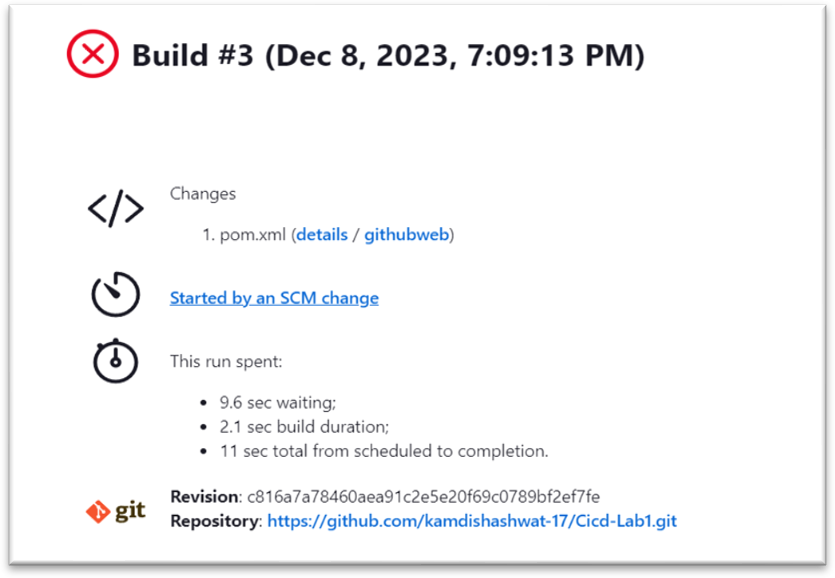 Build #3 (Dec 8, 2023, 7:09:13 PM)
Changes
1. pom.xml (details / githubweb)
Started by an SCM change
This run spent:
• 9.6 sec waiting;
• 2.1 sec build duration;
• 11 sec total from scheduled to completion.
git
Revision: c816a7a78460aea91c2e5e20f69c0789bf2ef7fe
Repository: https://github.com/kamdishashwat-17/Cicd-Lab1.git